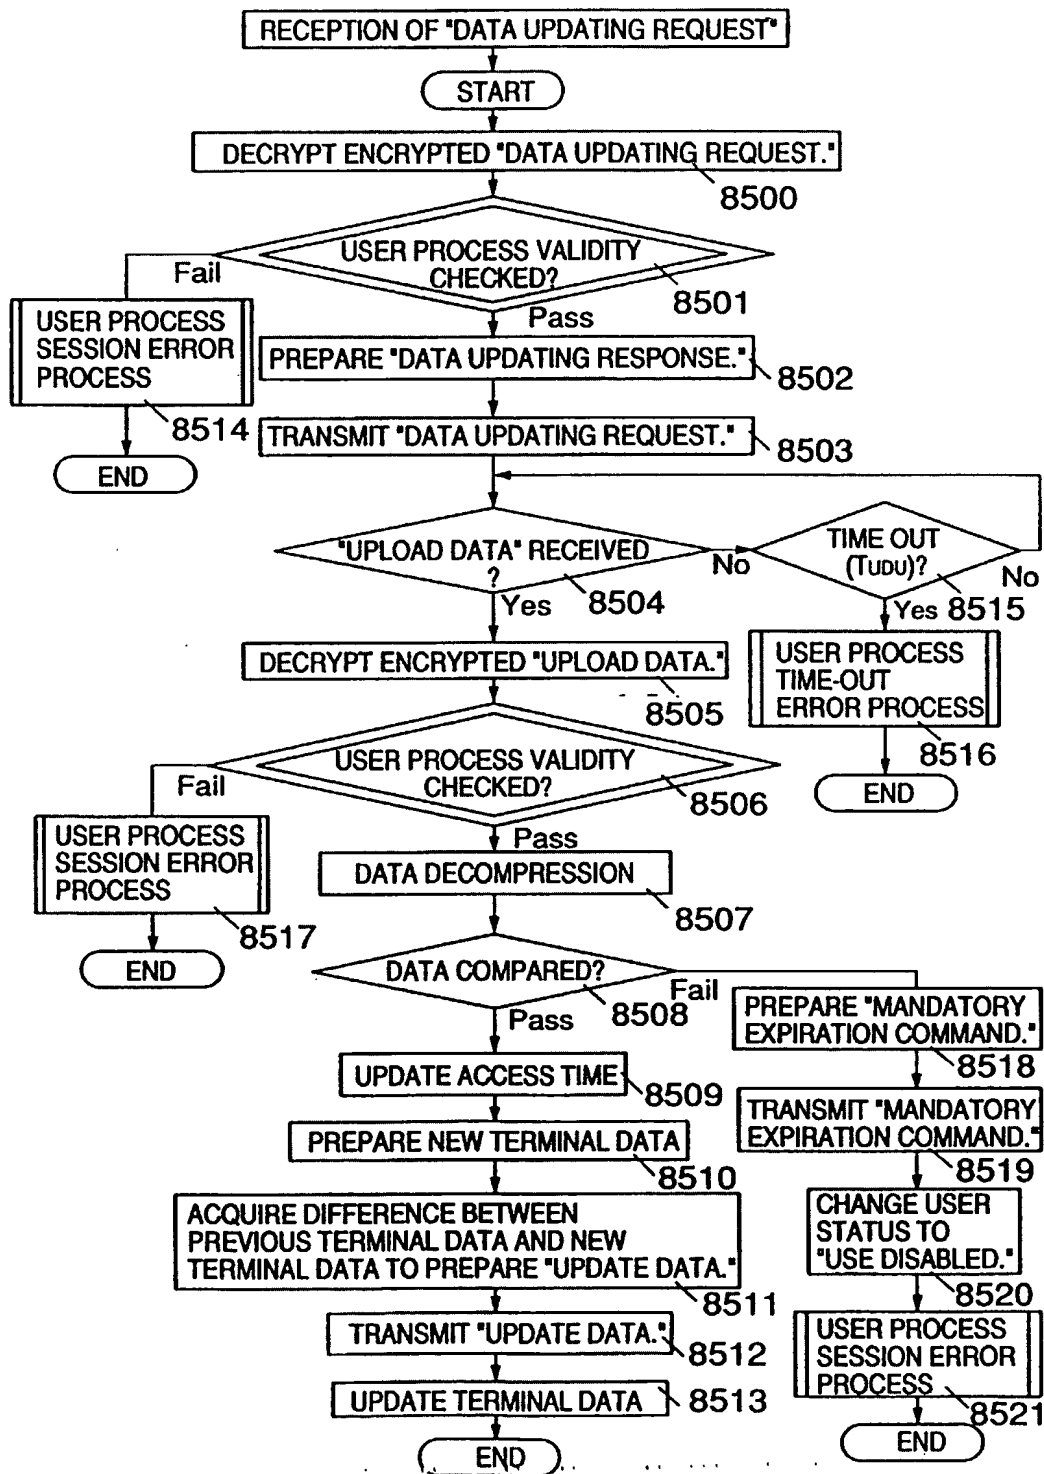 RECEPTION OF "DATA UPDATING REQUEST"
START
DECRYPT ENCRYPTED "DATA UPDATING REQUEST."
8500
USER PROCESS VALIDITY
CHECKED?
8501
Fail
Pass
USER PROCESS
SESSION ERROR
PROCESS
8514
END
PREPARE "DATA UPDATING RESPONSE."
8502
TRANSMIT "DATA UPDATING REQUEST."
8503
"UPLOAD DATA" RECEIVED
?
8504
No
Yes
TIME OUT
(TUDU)?
8515
No
Yes
USER PROCESS
TIME-OUT
ERROR PROCESS
8516
END
DECRYPT ENCRYPTED "UPLOAD DATA."
8505
USER PROCESS VALIDITY
CHECKED?
8506
Fail
Pass
USER PROCESS
SESSION ERROR
PROCESS
8517
END
DATA DECOMPRESSION
8507
DATA COMPARED?
8508
Fail
Pass
PREPARE "MANDATORY
EXPIRATION COMMAND."
8518
TRANSMIT "MANDATORY
EXPIRATION COMMAND."
8519
CHANGE USER
STATUS TO
"USE DISABLED."
8520
USER PROCESS
SESSION ERROR
PROCESS
8521
END
UPDATE ACCESS TIME
8509
PREPARE NEW TERMINAL DATA
8510
ACQUIRE DIFFERENCE BETWEEN
PREVIOUS TERMINAL DATA AND NEW
TERMINAL DATA TO PREPARE "UPDATE DATA."
8511
TRANSMIT "UPDATE DATA."
8512
UPDATE TERMINAL DATA
8513
END